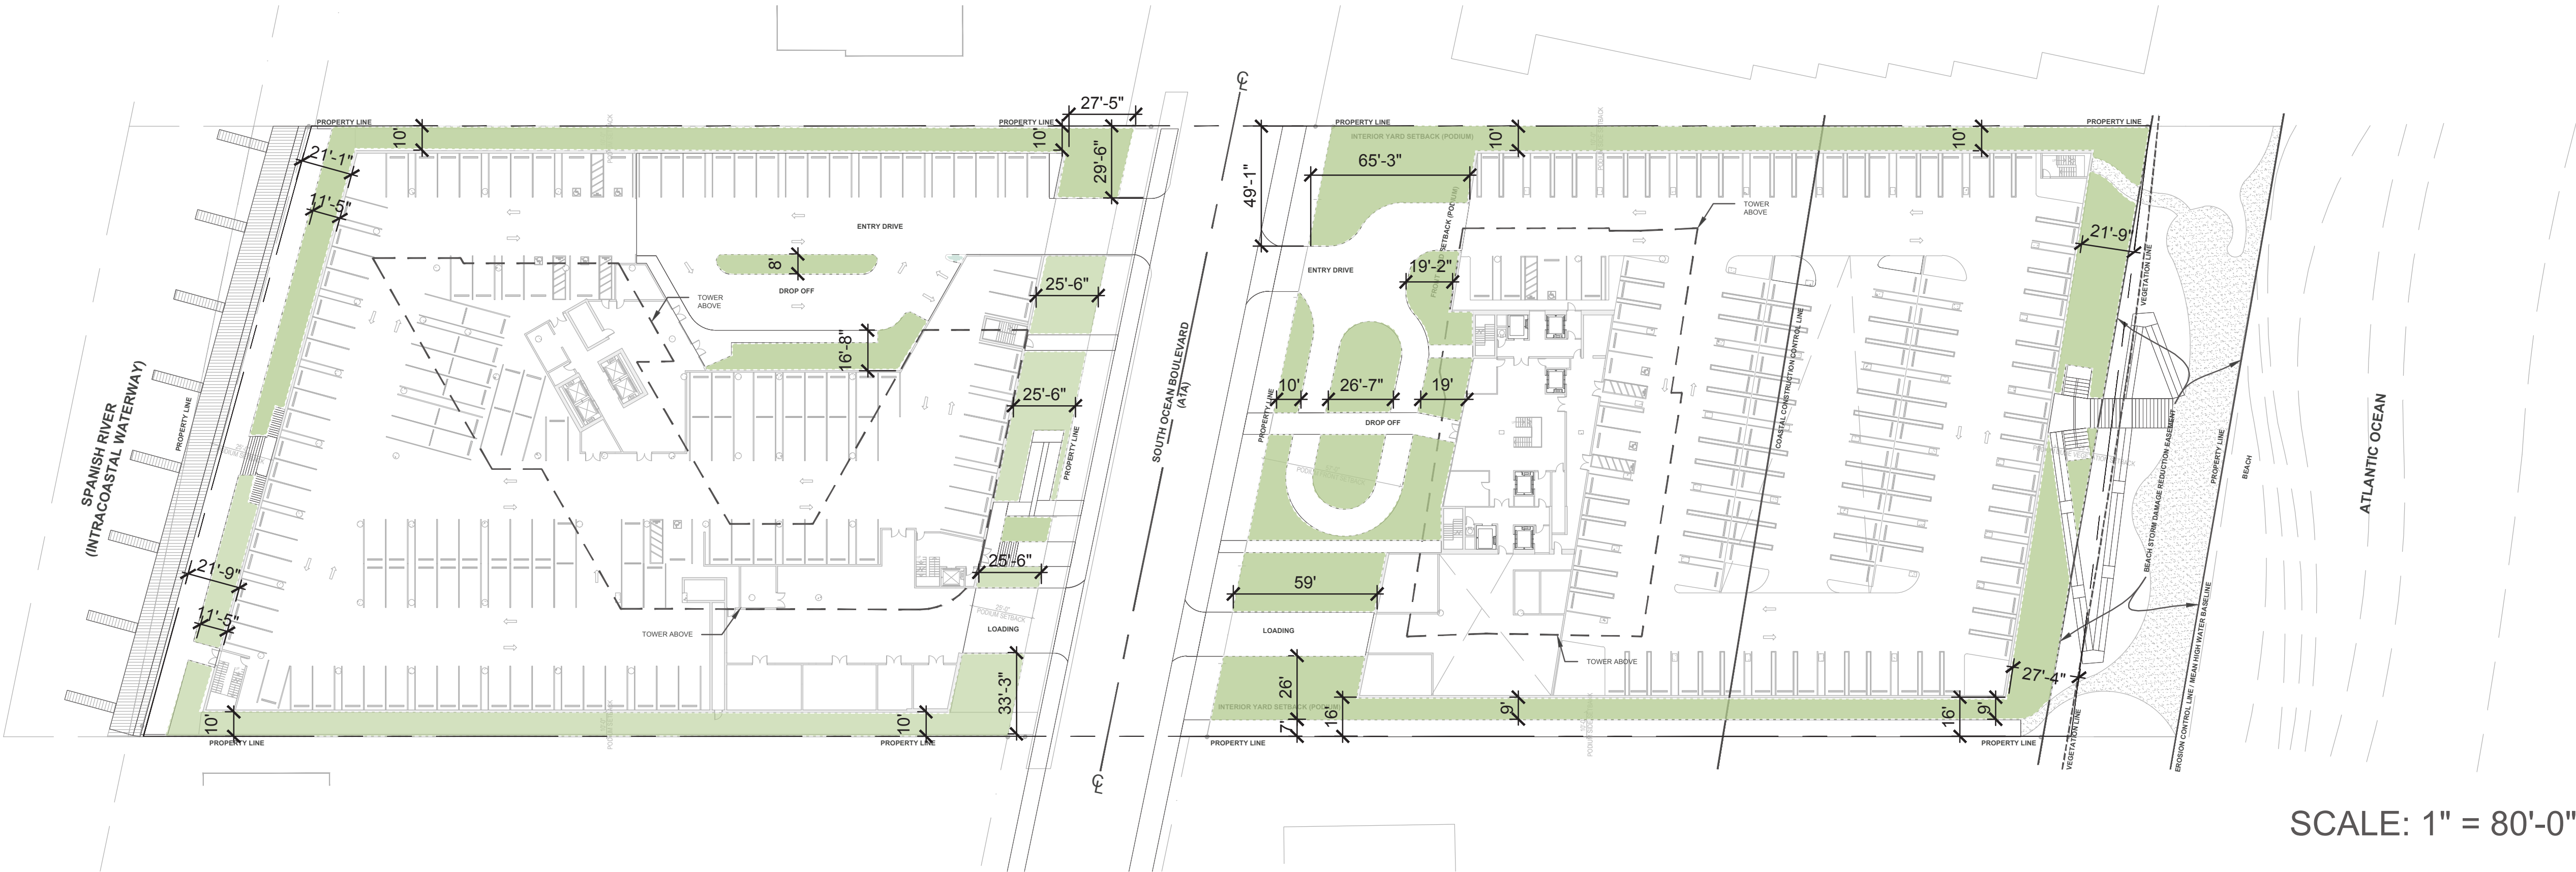 27'-5"
PROPERTY LINE
PROPERTY LINE
PROPERTY LINE
PROPERTY LINE
10'
10'
29'-6"
49'-1"
INTERIOR YARD SETBACK (PODIUM)
10'
10'
21'-1"
11'-5"
65'-3"
ENTRY DRIVE
TOWER
ABOVE
8'
DROP OFF
ENTRY DRIVE
19'-2"
21'-9"
VEGETATION LINE
25'-6"
TOWER
ABOVE
16'-8"
25'-6"
10'
26'-7"
19'
DROP OFF
SPANISH RIVER
(INTRACOASTAL WATERWAY)
PROPERTY LINE
PROPERTY LINE
SOUTH OCEAN BOULEVARD
(A1A)
PROPERTY LINE
COASTAL CONSTRUCTION CONTROL LINE
BEACH STORM DAMAGE REDUCTION EASEMENT
PROPERTY LINE
BEACH
ATLANTIC OCEAN
21'-9"
11'-5"
25'-6"
PODIUM SETBACK
59'
LOADING
LOADING
TOWER ABOVE
TOWER ABOVE
33'-3"
26'
27'-4"
10'
10'
INTERIOR YARD SETBACK (PODIUM)
7'
16'
9'
16'
9'
PROPERTY LINE
PROPERTY LINE
PROPERTY LINE
PROPERTY LINE
VEGETATION LINE
EROSION CONTROL LINE / MEAN HIGH WATER BASELINE
SCALE: 1" = 80'-0"